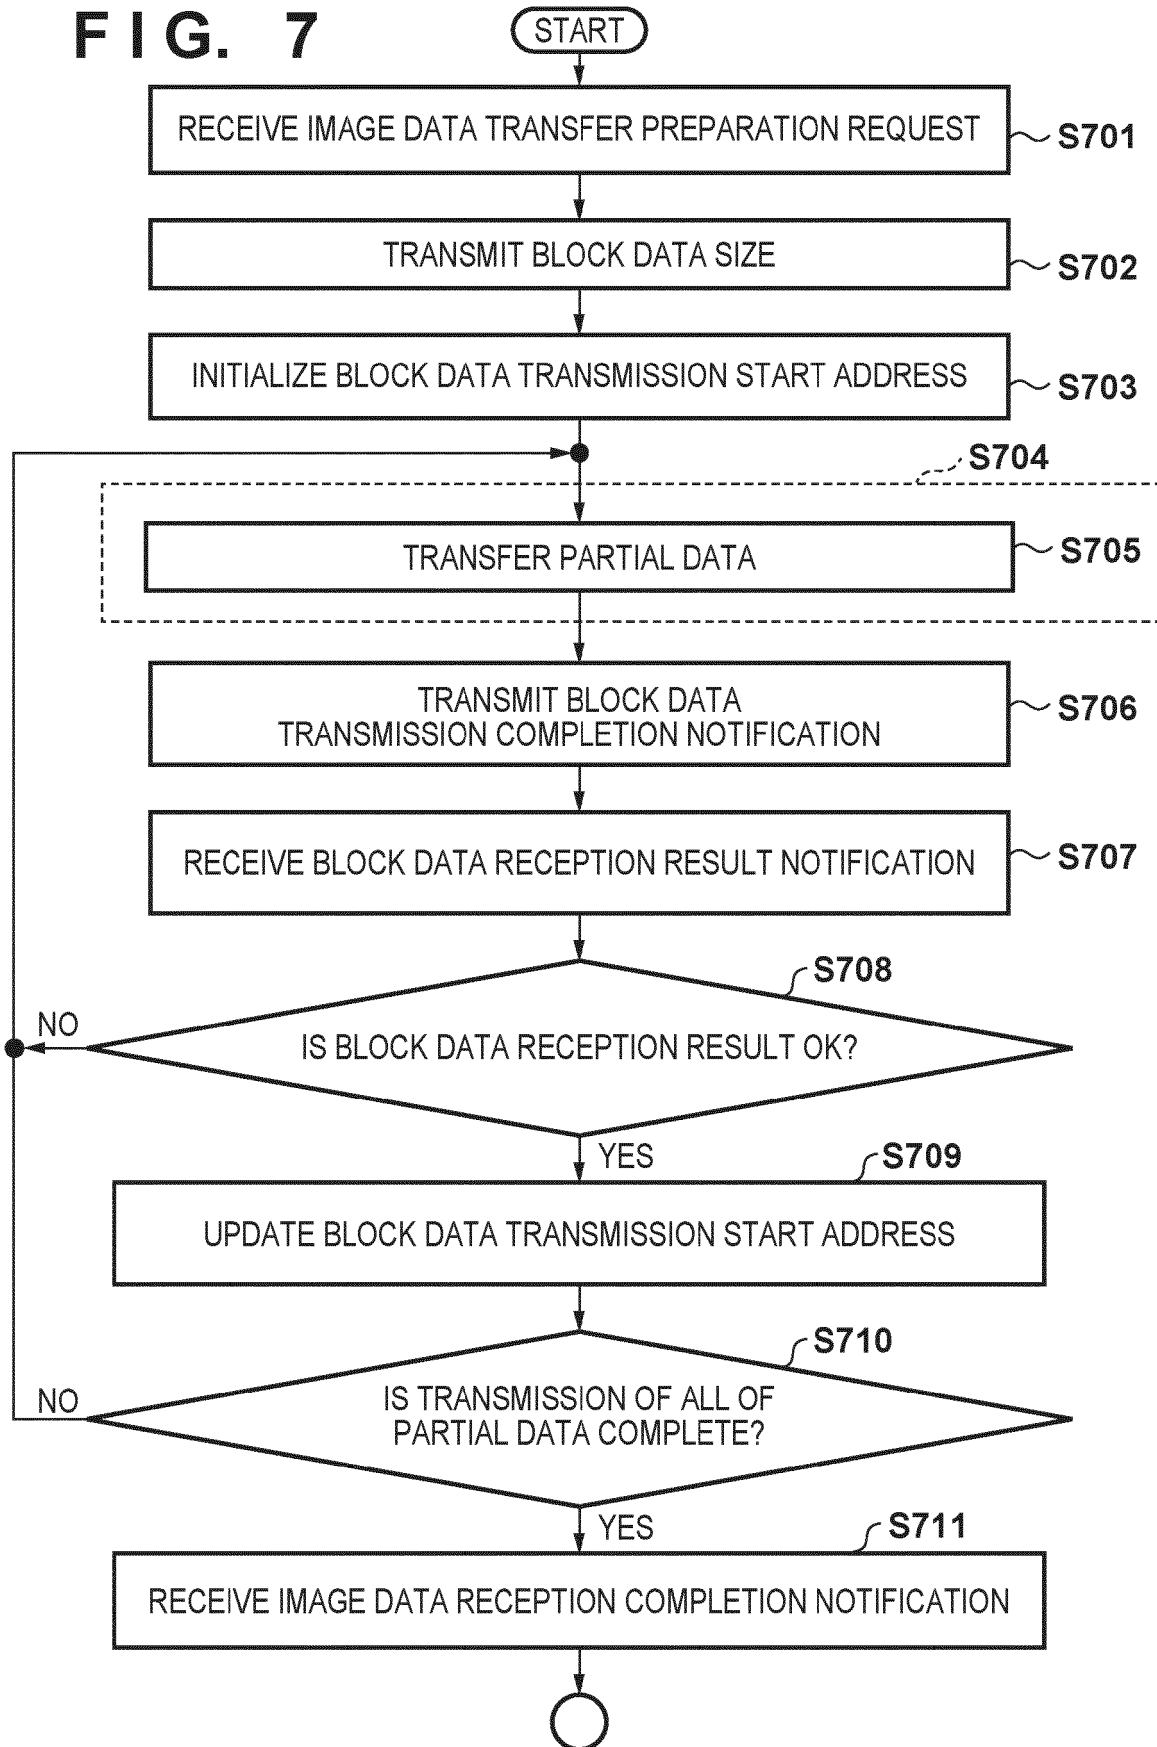 FIG. 7
START
RECEIVE IMAGE DATA TRANSFER PREPARATION REQUEST
S701
TRANSMIT BLOCK DATA SIZE
S702
INITIALIZE BLOCK DATA TRANSMISSION START ADDRESS
S703
S704
TRANSFER PARTIAL DATA
S705
TRANSMIT BLOCK DATA
TRANSMISSION COMPLETION NOTIFICATION
S706
RECEIVE BLOCK DATA RECEPTION RESULT NOTIFICATION
S707
S708
NO
IS BLOCK DATA RECEPTION RESULT OK?
YES
S709
UPDATE BLOCK DATA TRANSMISSION START ADDRESS
S710
NO
IS TRANSMISSION OF ALL OF
PARTIAL DATA COMPLETE?
YES
S711
RECEIVE IMAGE DATA RECEPTION COMPLETION NOTIFICATION